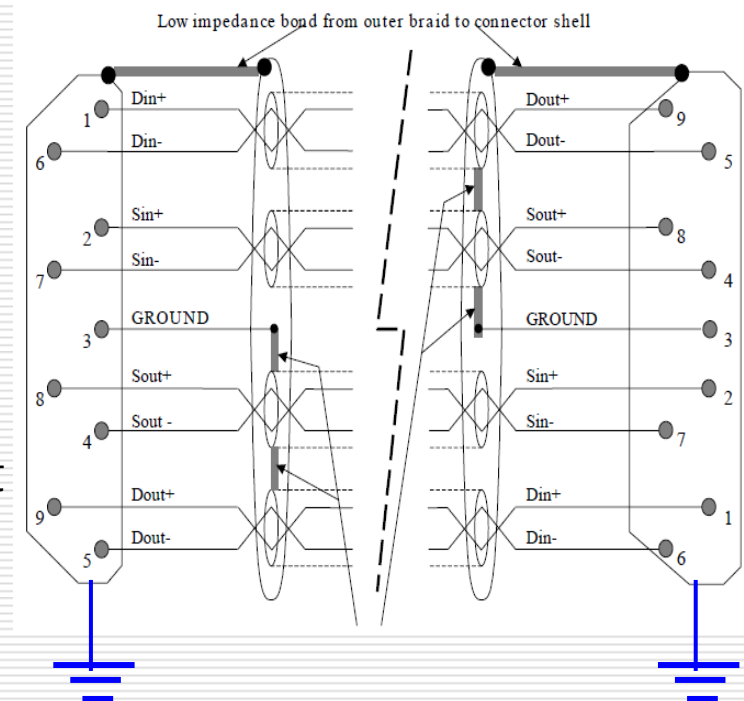 Low impedance bond from outer braid to connector shell
Din+ Dout+
1 9
Din- Dout-
6 5
Sin+ Sout+
2 8
Sin- Sout-
7 4
GROUND GROUND
3 3
Sout+ Sin+
8 2
Sout - Sin-
4 7
Dout+ Din+
9 1
Dout- Din-
5 6